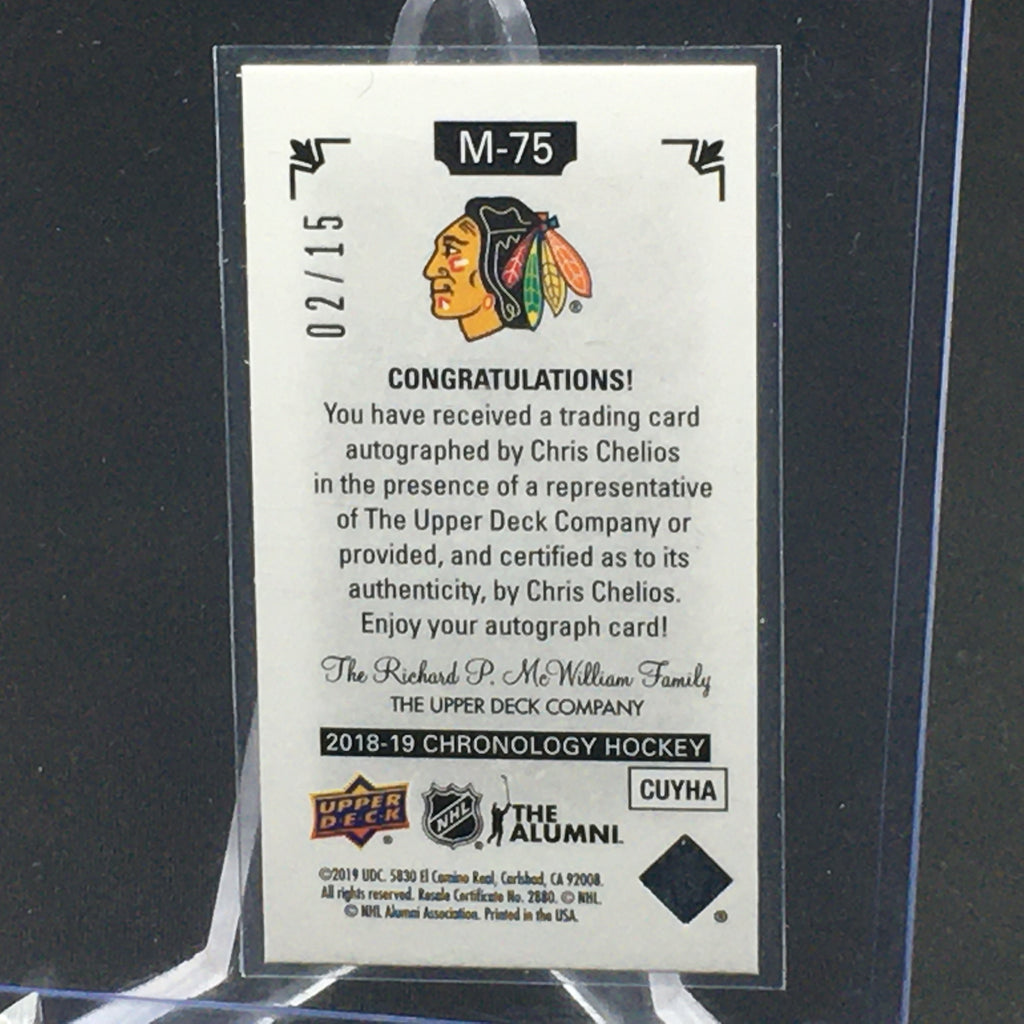 M-75
02/15
CONGRATULATIONS!
You have received a trading card
autographed by Chris Chelios
in the presence of a representative
of The Upper Deck Company or
provided, and certified as to its
authenticity, by Chris Chelios.
Enjoy your autograph card!
The Richard P. McWilliam Family
THE UPPER DECK COMPANY
2018-19 CHRONOLOGY HOCKEY
CUYHA
UPPER
D·E·C·K
NHL
THE
ALUMNI
©2019 UDC. 5830 El Camino Real, Carlsbad, CA 92008.
All rights reserved. Resale Certificate No. 2880. © NHL.
© NHL Alumni Association. Printed in the USA.